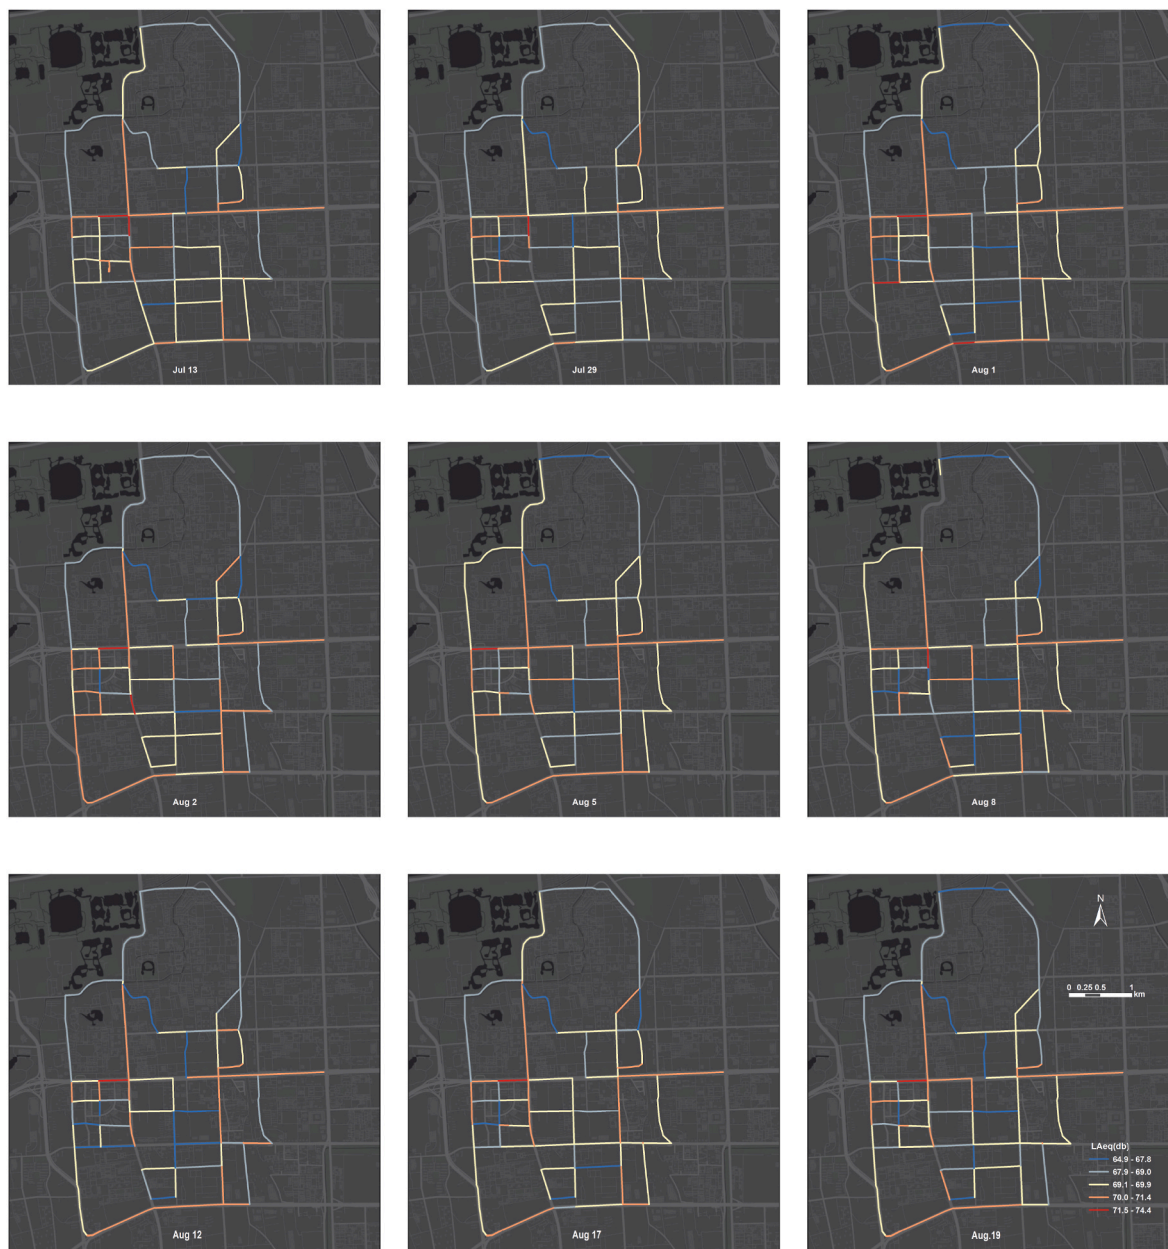 Jul 13
Jul 29
Aug 1
Aug 2
Aug 5
Aug 8
N
0 0.25 0.5 1
km
LAeq(db)
64.9 - 67.8
67.9 - 69.0
69.1 - 69.9
70.0 - 71.4
71.5 - 74.4
Aug 12
Aug 17
Aug.19